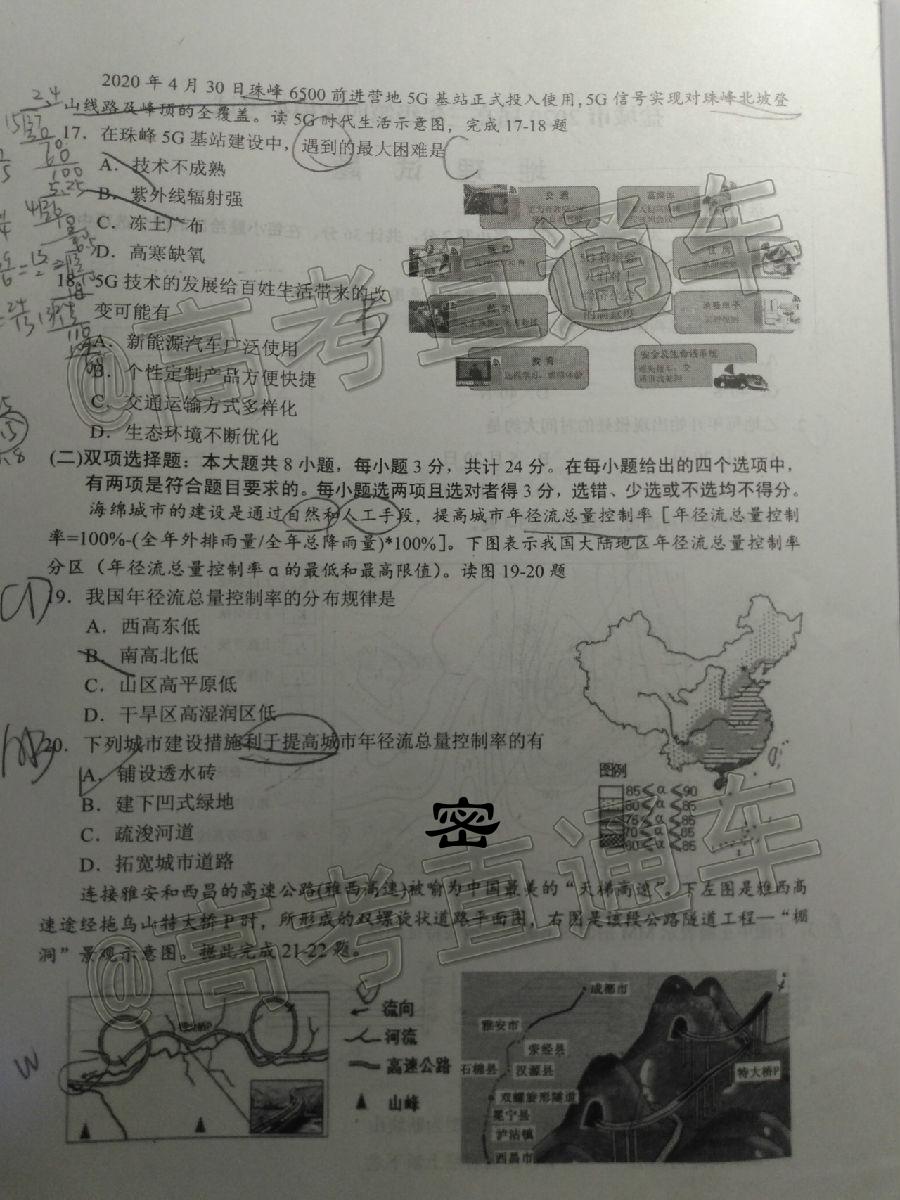 2020 年 4 月 30 日珠峰 6500 前进营地 5G 基站正式投入使用，5G 信号实现对珠峰北坡登
山线路及峰顶的全覆盖。读 5G 时代生活示意图，完成 17-18 题
17．在珠峰 5G 基站建设中，遇到的最大困难是
A．技术不成熟
B．紫外线辐射强
C．冻土广布
D．高寒缺氧
18．5G 技术的发展给百姓生活带来的改
变可能有
A．新能源汽车广泛使用
B．个性定制产品方便快捷
C．交通运输方式多样化
D．生态环境不断优化
交通
教育
(二)双项选择题：本大题共 8 小题，每小题 3 分，共计 24 分。在每小题给出的四个选项中，
有两项是符合题目要求的。每小题选两项且选对者得 3 分，选错、少选或不选均不得分。
海绵城市的建设是通过自然和人工手段，提高城市年径流总量控制率［年径流总量控制
率=100%-(全年外排雨量/全年总降雨量)*100%］。下图表示我国大陆地区年径流总量控制率
分区（年径流总量控制率α的最低和最高限值）。读图 19-20 题
19．我国年径流总量控制率的分布规律是
A．西高东低
B．南高北低
C．山区高平原低
D．干旱区高湿润区低
20．下列城市建设措施利于提高城市年径流总量控制率的有
A．铺设透水砖
B．建下凹式绿地
C．疏浚河道
D．拓宽城市道路
图例
85≤α≤90
80≤α≤85
75≤α≤85
70≤α≤85
60≤α≤85
密
连接雅安和西昌的高速公路(雅西高速)被喻为中国最美的“天梯高速”。下左图是雅西高
速途经拖乌山特大桥P时，所形成的双螺旋状道路平面图，右图是该段公路隧道工程—“棚
洞”景观示意图。据此完成 21-22 题。
流向
河流
高速公路
山峰
成都市
雅安市
荥经县
石棉县
汉源县
特大桥P
双螺旋形隧道
冕宁县
泸沽镇
西昌市
@高考直通车
@高考直通车